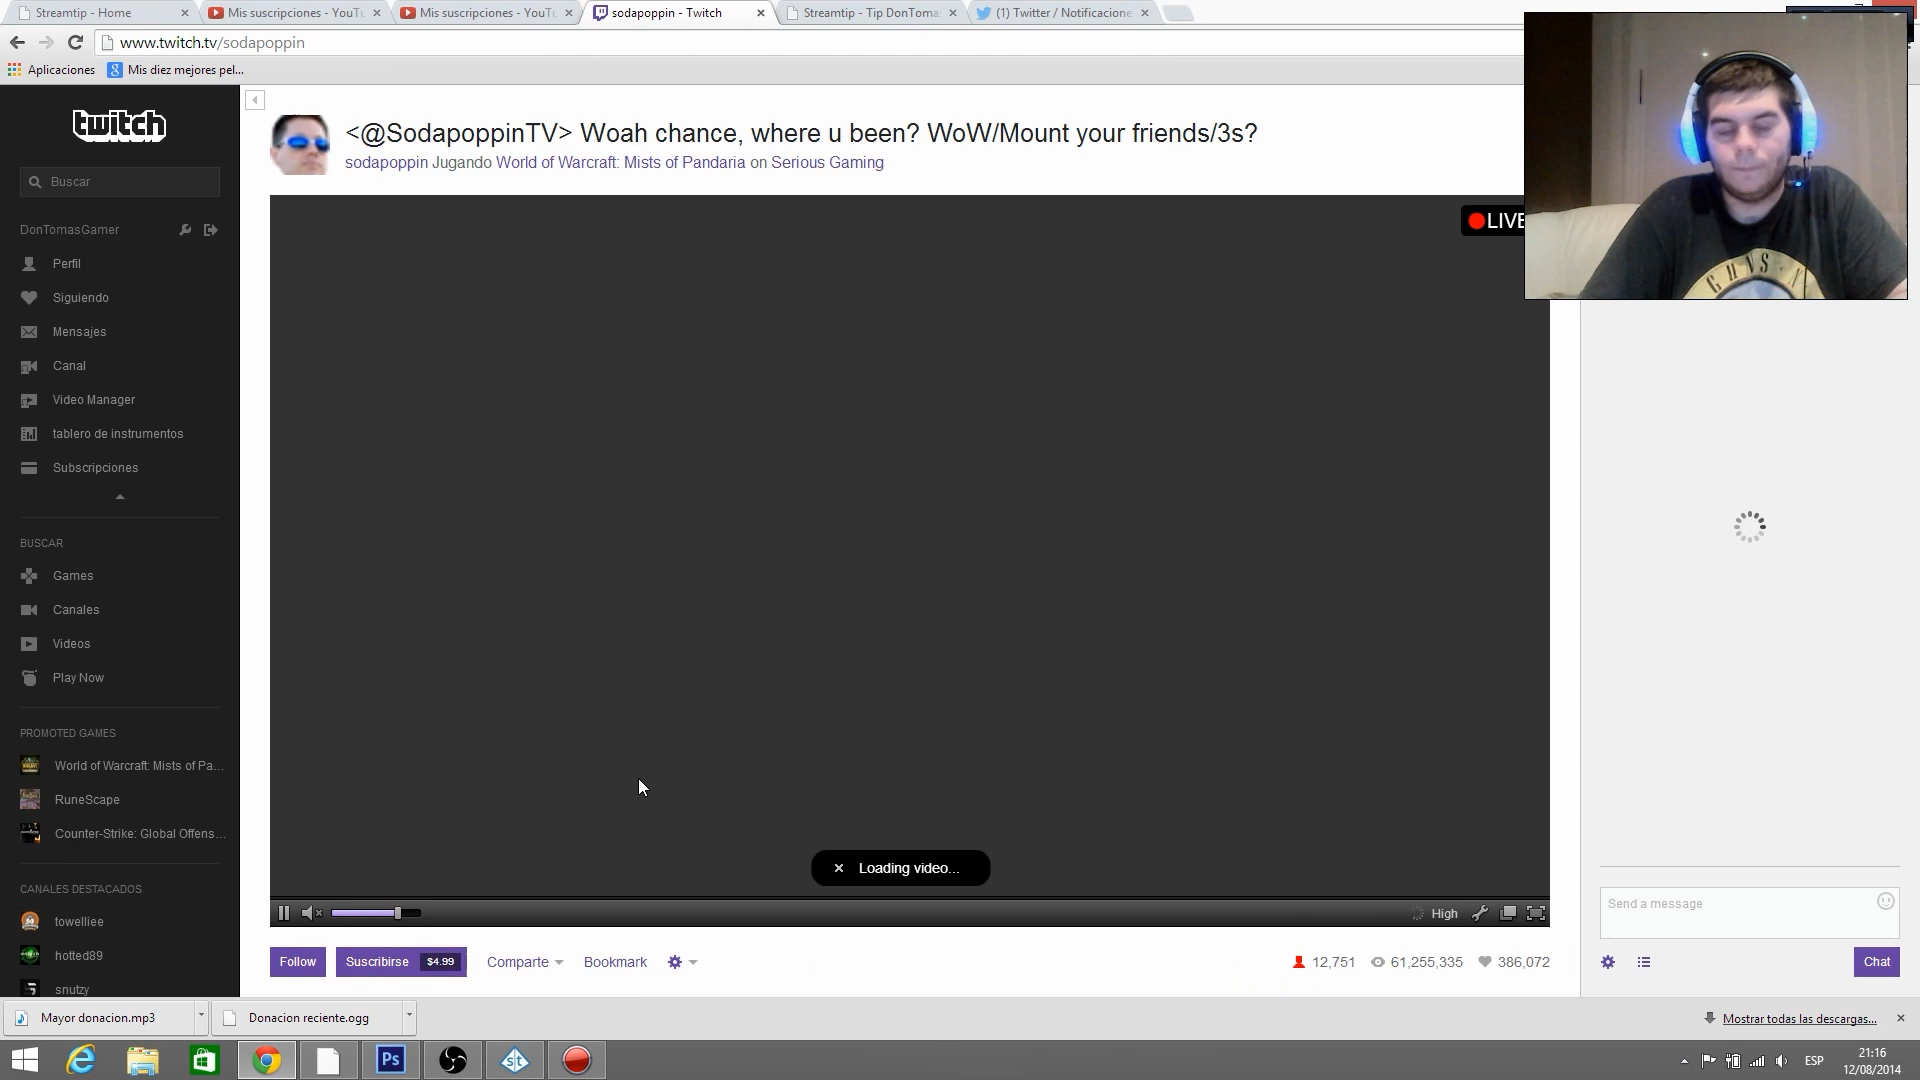 Streamtip - Home
Mis suscripciones - YouTu
Mis suscripciones - YouTu
sodapoppin - Twitch
Streamtip - Tip DonTomas
(1) Twitter / Notificacione
www.twitch.tv/sodapoppin
Aplicaciones
Mis diez mejores pel...
twitch
Buscar
DonTomasGamer
Perfil
Siguiendo
Mensajes
Canal
Video Manager
tablero de instrumentos
Subscripciones
BUSCAR
Games
Canales
Videos
Play Now
PROMOTED GAMES
World of Warcraft: Mists of Pa...
RuneScape
Counter-Strike: Global Offens...
CANALES DESTACADOS
towelliee
hotted89
snutzy
<@SodapoppinTV> Woah chance, where u been? WoW/Mount your friends/3s?
sodapoppin Jugando World of Warcraft: Mists of Pandaria on Serious Gaming
LIVE
GUNS
Loading video...
High
Follow
Suscribirse $4.99
Comparte
Bookmark
12,751
61,255,335
386,072
Send a message
Chat
Mayor donacion.mp3
Donacion reciente.ogg
Mostrar todas las descargas...
Ps
st
ESP
21:16
12/08/2014